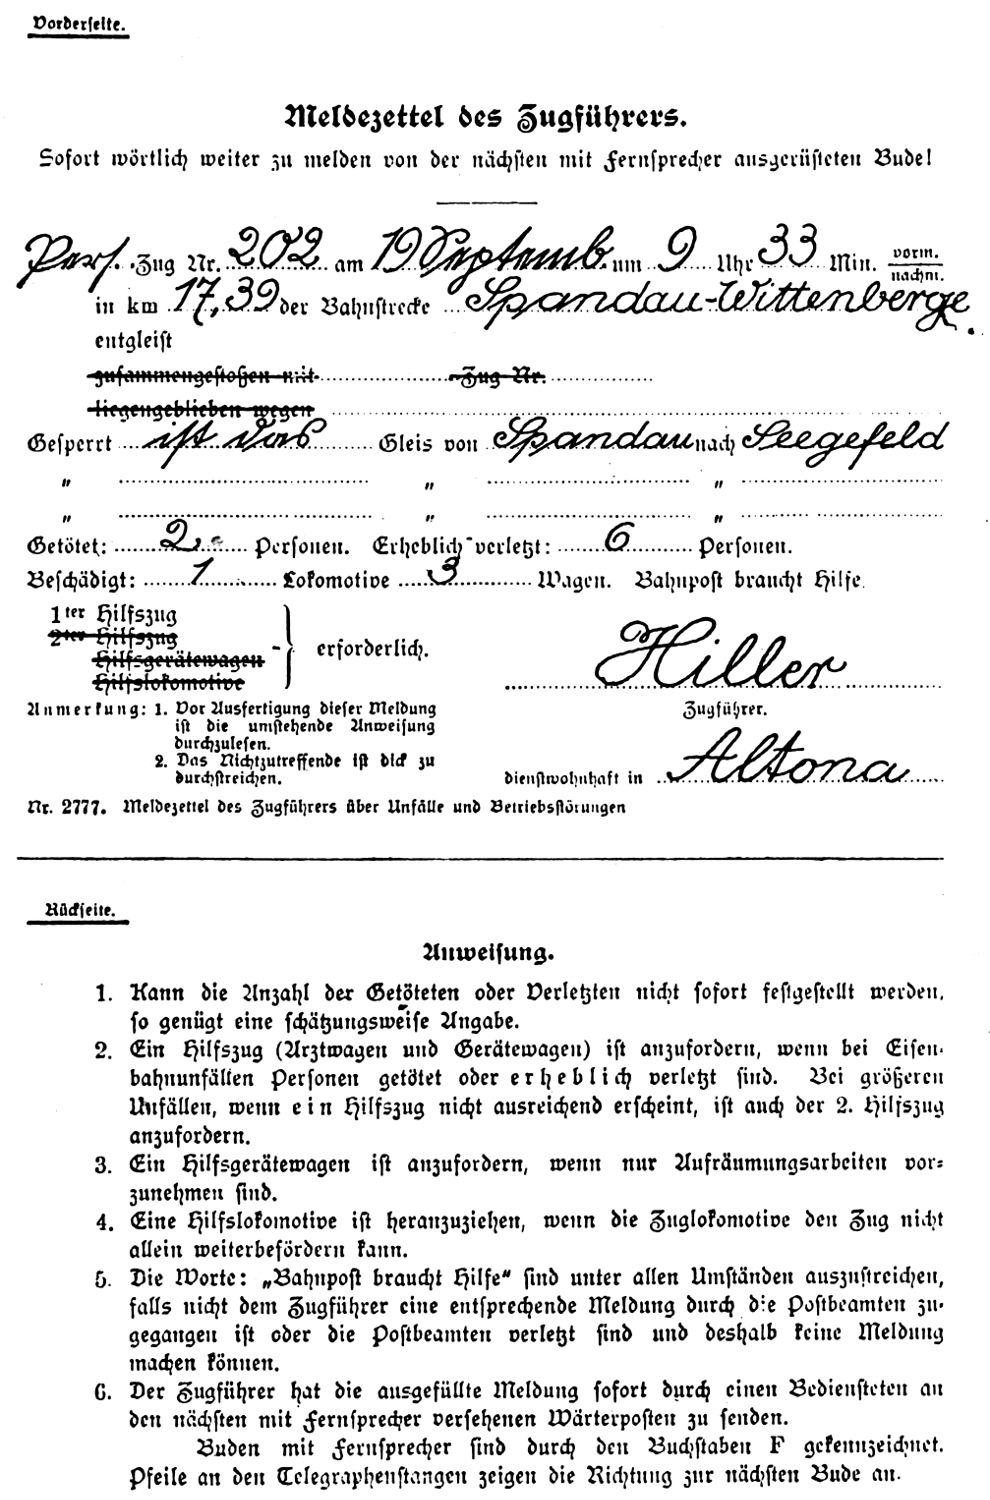 Vorderseite.
Meldezettel des Zugführers.
Sofort wörtlich weiter zu melden von der nächsten mit Fernsprecher ausgerüsteten Bude!
Pers. Zug Nr. 202 am 19 Septemb. um 9 Uhr 33 Min. vorm.
nachm.
in km 17,39 der Bahnstrecke Spandau-Wittenberge.
entgleist
zusammengestoßen mit Zug Nr.
liegengeblieben wegen
Gesperrt ist das Gleis von Spandau nach Seegefeld
" " "
" " "
Getötet: 2 Personen. Erheblich verletzt: 6 Personen.
Beschädigt: 1 Lokomotive 3 Wagen. Bahnpost braucht Hilfe.
1ter Hilfszug
2ter Hilfszug
Hilfsgerätewagen
erforderlich.
Hilfslokomotive
Hiller
Zugführer.
Anmerkung: 1. Vor Ausfertigung dieser Meldung
ist die umstehende Anweisung
durchzulesen.
2. Das Nichtzutreffende ist dick zu
durchstreichen.
dienstwohnhaft in Altona
Nr. 2777. Meldezettel des Zugführers über Unfälle und Betriebsstörungen
Rückseite.
Anweisung.
1. Kann die Anzahl der Getöteten oder Verletzten nicht sofort festgestellt werden,
so genügt eine schätzungsweise Angabe.
2. Ein Hilfszug (Arztwagen und Gerätewagen) ist anzufordern, wenn bei Eisen-
bahnunfällen Personen getötet oder erheblich verletzt sind. Bei größeren
Unfällen, wenn ein Hilfszug nicht ausreichend erscheint, ist auch der 2. Hilfszug
anzufordern.
3. Ein Hilfsgerätewagen ist anzufordern, wenn nur Aufräumungsarbeiten vor-
zunehmen sind.
4. Eine Hilfslokomotive ist heranzuziehen, wenn die Zuglokomotive den Zug nicht
allein weiterbefördern kann.
5. Die Worte: „Bahnpost braucht Hilfe“ sind unter allen Umständen auszustreichen,
falls nicht dem Zugführer eine entsprechende Meldung durch die Postbeamten zu-
gegangen ist oder die Postbeamten verletzt sind und deshalb keine Meldung
machen können.
6. Der Zugführer hat die ausgefüllte Meldung sofort durch einen Bediensteten an
den nächsten mit Fernsprecher versehenen Wärterposten zu senden.
Buden mit Fernsprecher sind durch den Buchstaben F gekennzeichnet.
Pfeile an den Telegraphenstangen zeigen die Richtung zur nächsten Bude an.